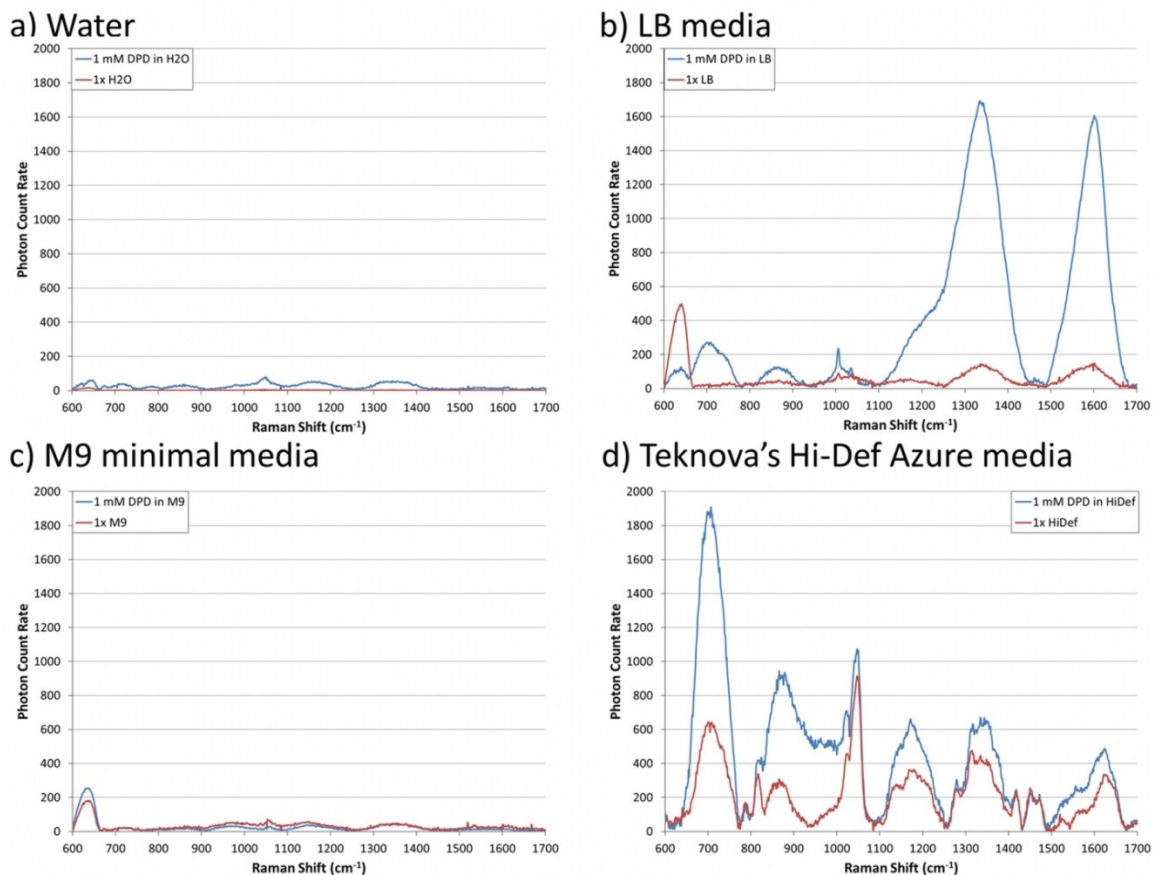 a) Water
2000
1800
1600
1400
1200
1000
800
600
400
200
0
Photon Count Rate
1 mM DPD in H2O
1x H2O
600 700 800 900 1000 1100 1200 1300 1400 1500 1600 1700
Raman Shift (cm⁻¹)
b) LB media
2000
1800
1600
1400
1200
1000
800
600
400
200
0
Photon Count Rate
1 mM DPD in LB
1x LB
600 700 800 900 1000 1100 1200 1300 1400 1500 1600 1700
Raman Shift (cm⁻¹)
c) M9 minimal media
2000
1800
1600
1400
1200
1000
800
600
400
200
0
Photon Count Rate
1 mM DPD in M9
1x M9
600 700 800 900 1000 1100 1200 1300 1400 1500 1600 1700
Raman Shift (cm⁻¹)
d) Teknova's Hi-Def Azure media
2000
1800
1600
1400
1200
1000
800
600
400
200
0
Photon Count Rate
1 mM DPD in HiDef
1x HiDef
600 700 800 900 1000 1100 1200 1300 1400 1500 1600 1700
Raman Shift (cm⁻¹)